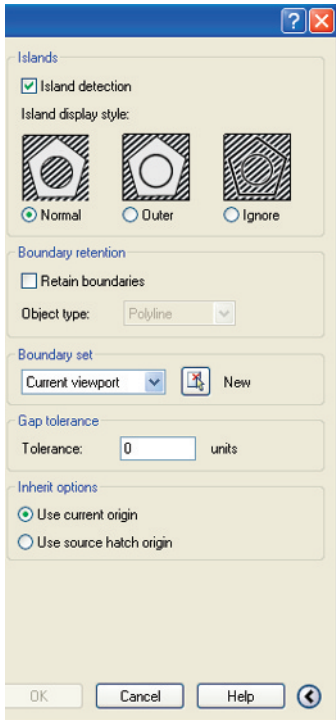 Islands
Island detection
Island display style:
Normal Outer Ignore
Boundary retention
Retain boundaries
Object type: Polyline
Boundary set
Current viewport New
Gap tolerance
Tolerance: 0 units
Inherit options
Use current origin
Use source hatch origin
OK Cancel Help